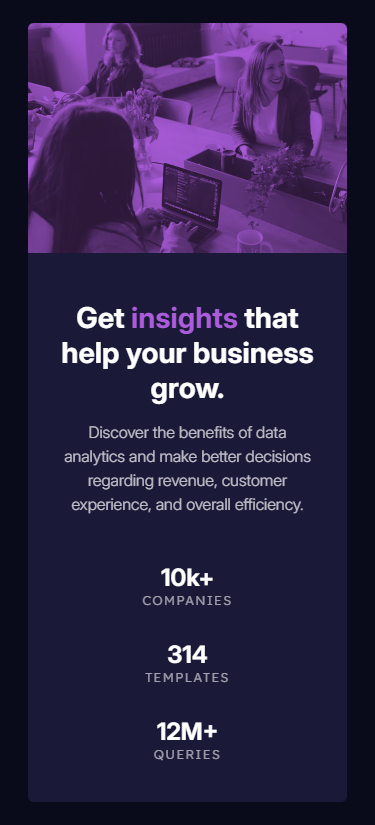 Get insights that
help your business
grow.
Discover the benefits of data
analytics and make better decisions
regarding revenue, customer
experience, and overall efficiency.
10k+
COMPANIES
314
TEMPLATES
12M+
QUERIES